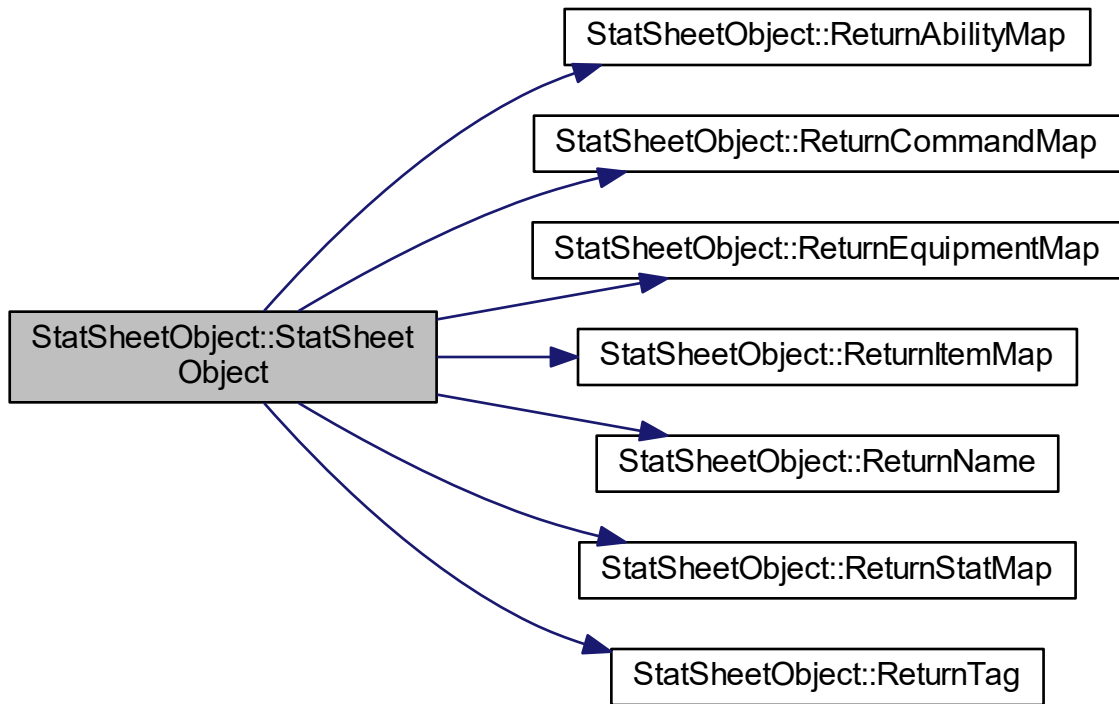 StatSheetObject::ReturnAbilityMap
StatSheetObject::ReturnCommandMap
StatSheetObject::ReturnEquipmentMap
StatSheetObject::StatSheet
Object
StatSheetObject::ReturnItemMap
StatSheetObject::ReturnName
StatSheetObject::ReturnStatMap
StatSheetObject::ReturnTag